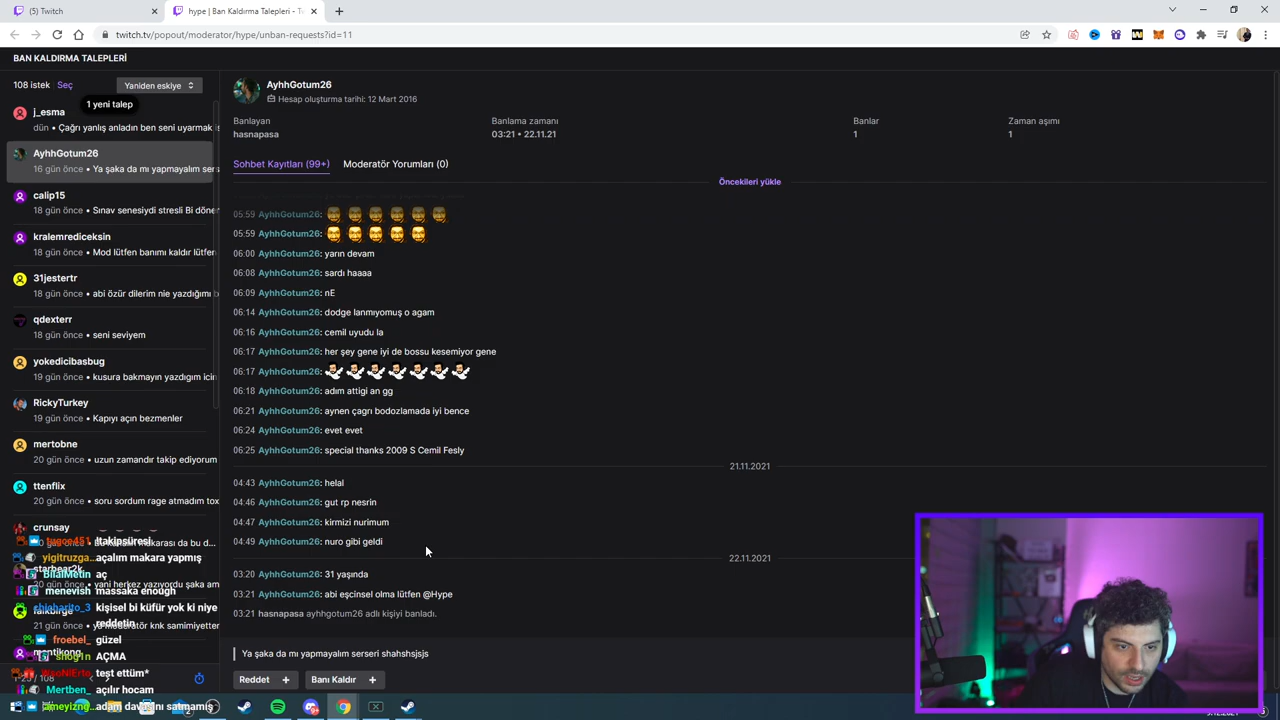 (5) Twitch
hype | Ban Kaldırma Talepleri - Tw
twitch.tv/popout/moderator/hype/unban-requests?id=11
BAN KALDIRMA TALEPLERİ
108 istek Seç
Yeniden eskiye
1 yeni talep
j_esma
dün • Çağrı yanlış anladın ben seni uyarmak is
AyhhGotum26
16 gün önce • Ya şaka da mı yapmayalım sers
calip15
18 gün önce • Sınav senesiydi stresli Bi dönen
kralemrediceksin
18 gün önce • Mod lütfen banımı kaldır lütfen
31jestertr
18 gün önce • abi özür dilerim nie yazdığımı b
qdexterr
18 gün önce • seni seviyem
yokedicibasbug
19 gün önce • kusura bakmayın yazdıgım icin
RickyTurkey
19 gün önce • Kapıyı açın bezmenler
mertobne
20 gün önce • uzun zamandır takip ediyorum
ttenflix
20 gün önce • soru sordum rage atmadım tox
crunsay
AyhhGotum26
Hesap oluşturma tarihi: 12 Mart 2016
Banlayan
hasnapasa
Banlama zamanı
03:21 • 22.11.21
Banlar
1
Zaman aşımı
1
Sohbet Kayıtları (99+)
Moderatör Yorumları (0)
Öncekileri yükle
05:59 AyhhGotum26:
05:59 AyhhGotum26:
06:00 AyhhGotum26: yarın devam
06:08 AyhhGotum26: sardı haaaa
06:09 AyhhGotum26: nE
06:14 AyhhGotum26: dodge lanmıyomuş o agam
06:16 AyhhGotum26: cemil uyudu la
06:17 AyhhGotum26: her şey gene iyi de bossu kesemiyor gene
06:17 AyhhGotum26:
06:18 AyhhGotum26: adım attigi an gg
06:21 AyhhGotum26: aynen çagrı bodozlamada iyi bence
06:24 AyhhGotum26: evet evet
06:25 AyhhGotum26: special thanks 2009 S Cemil Fesly
21.11.2021
04:43 AyhhGotum26: helal
04:46 AyhhGotum26: gut rp nesrin
04:47 AyhhGotum26: kirmizi nurimum
04:49 AyhhGotum26: nuro gibi geldi
22.11.2021
03:20 AyhhGotum26: 31 yaşında
03:21 AyhhGotum26: abi eşcinsel olma lütfen @Hype
03:21 hasnapasa ayhhgotum26 adlı kişiyi banladı.
Ya şaka da mı yapmayalım serseri shahshsjsjs
Reddet +
Banı Kaldır +
tugce451: !takipsüresi
yigitruzga açalım makara yapmış
BilalMetin: aç
menevish: massaka enough
chicharito_3 kişisel bi küfür yok ki niye
reddettin
froebel_ güzel
shog1n AÇMA
test ettüm*
Mertben_: açılır hocam